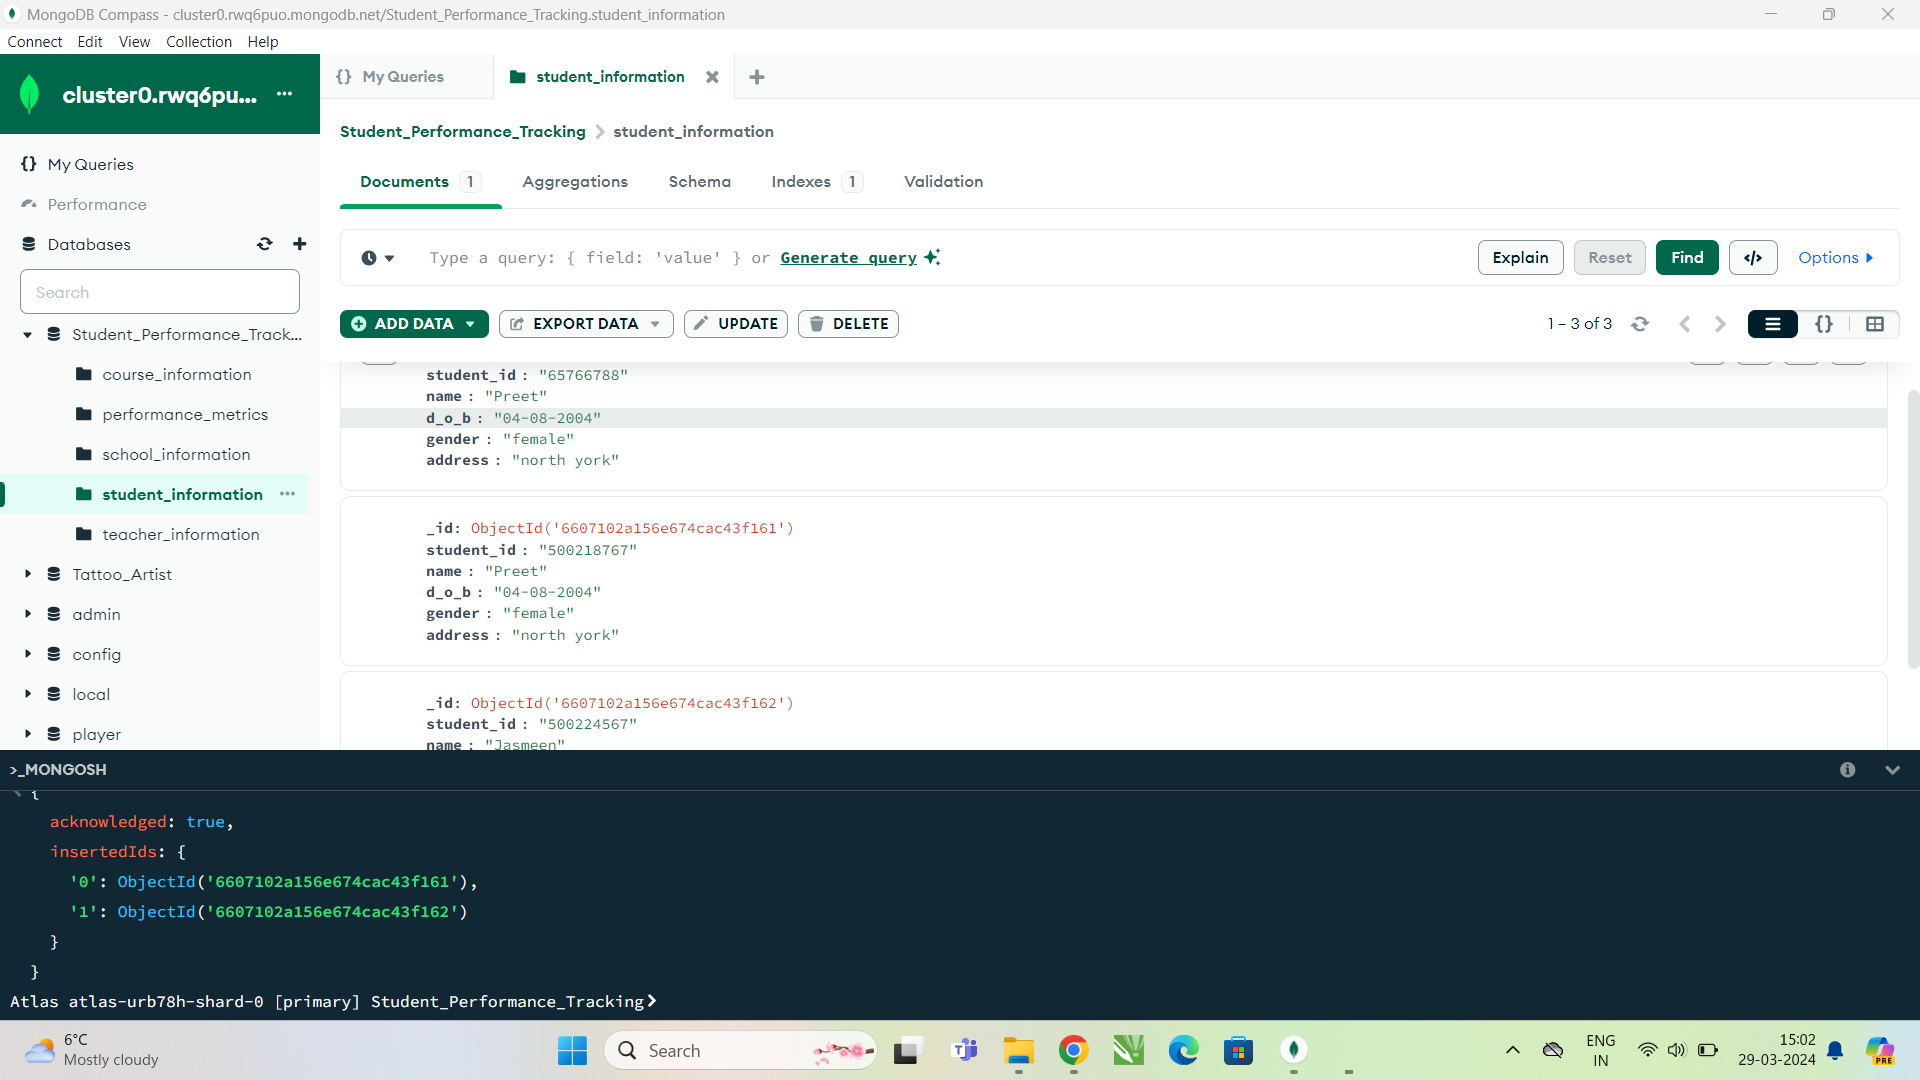 MongoDB Compass - cluster0.rwq6puo.mongodb.net/Student_Performance_Tracking.student_information
Connect Edit View Collection Help
cluster0.rwq6pu... ...
{} My Queries
student_information
My Queries
Performance
Databases
Search
Student_Performance_Track...
course_information
performance_metrics
school_information
student_information ...
teacher_information
Tattoo_Artist
admin
config
local
player
Student_Performance_Tracking > student_information
Documents 1 Aggregations Schema Indexes 1 Validation
Type a query: { field: 'value' } or Generate query
Explain Reset Find </> Options
ADD DATA EXPORT DATA UPDATE DELETE
1 – 3 of 3
{}
student_id : "65766788"
name : "Preet"
d_o_b : "04-08-2004"
gender : "female"
address : "north york"
_id: ObjectId('6607102a156e674cac43f161')
student_id : "500218767"
name : "Preet"
d_o_b : "04-08-2004"
gender : "female"
address : "north york"
_id: ObjectId('6607102a156e674cac43f162')
student_id : "500224567"
name : "Jasmeen"
>_MONGOSH
{
acknowledged: true,
insertedIds: {
'0': ObjectId('6607102a156e674cac43f161'),
'1': ObjectId('6607102a156e674cac43f162')
}
}
Atlas atlas-urb78h-shard-0 [primary] Student_Performance_Tracking>
6°C
Mostly cloudy
Search
ENG
IN
15:02
29-03-2024
PRE